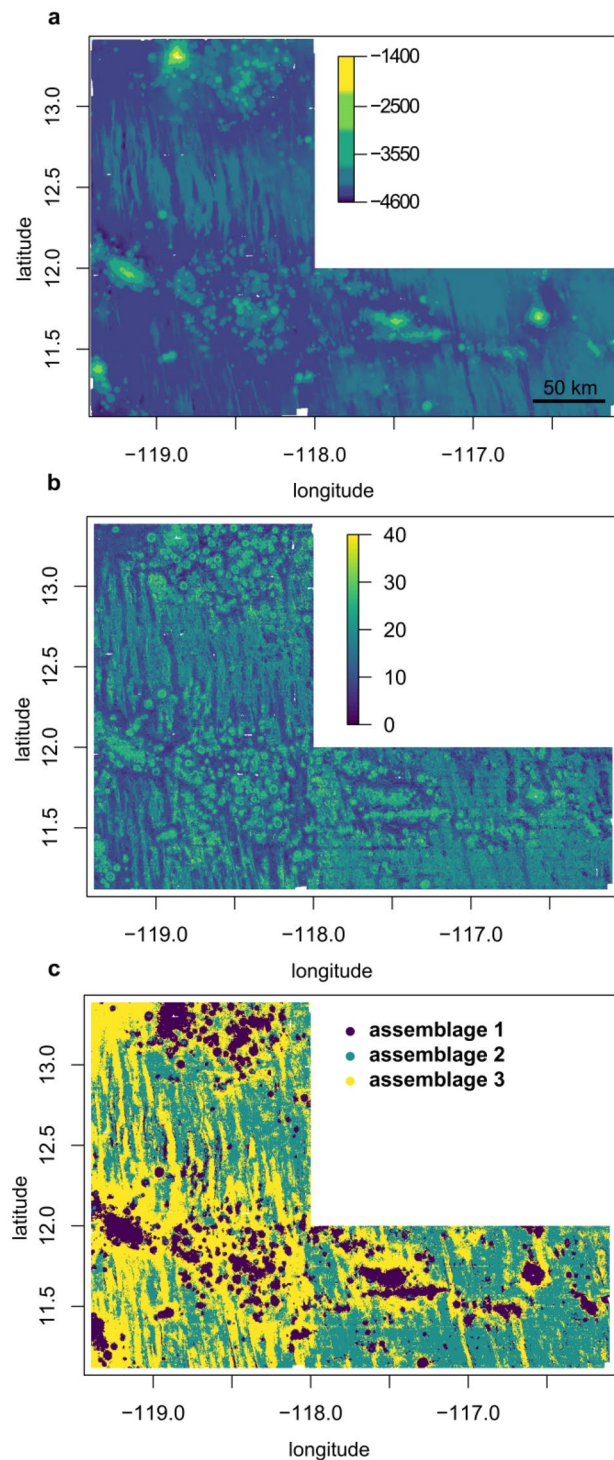 a
−1400
−2500
−3550
−4600
50 km
13.0
12.5
12.0
11.5
latitude
−119.0
−118.0
−117.0
longitude
b
40
30
20
10
0
13.0
12.5
12.0
11.5
latitude
−119.0
−118.0
−117.0
longitude
c
assemblage 1
assemblage 2
assemblage 3
13.0
12.5
12.0
11.5
latitude
−119.0
−118.0
−117.0
longitude